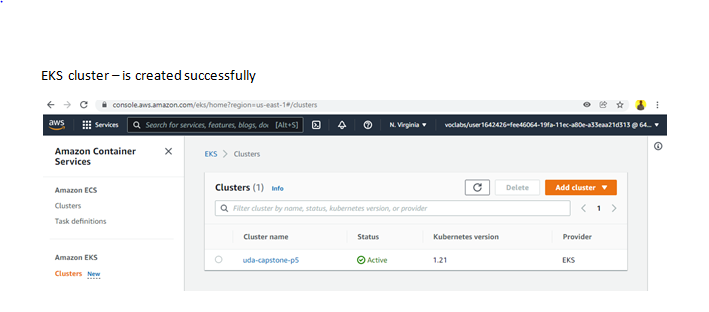 EKS cluster – is created successfully
console.aws.amazon.com/eks/home?region=us-east-1#/clusters
aws Services Search for services, features, blogs, doc [Alt+S] N. Virginia voclabs/user1642426=fee46064-19fa-11ec-a80e-a33eaa21d313 @ 64...
Amazon Container Services
EKS > Clusters
Amazon ECS
Clusters
Task definitions
Amazon EKS
Clusters New
Clusters (1) Info Delete Add cluster
Filter cluster by name, status, kubernetes version, or provider 1
Cluster name Status Kubernetes version Provider
uda-capstone-p5 Active 1.21 EKS